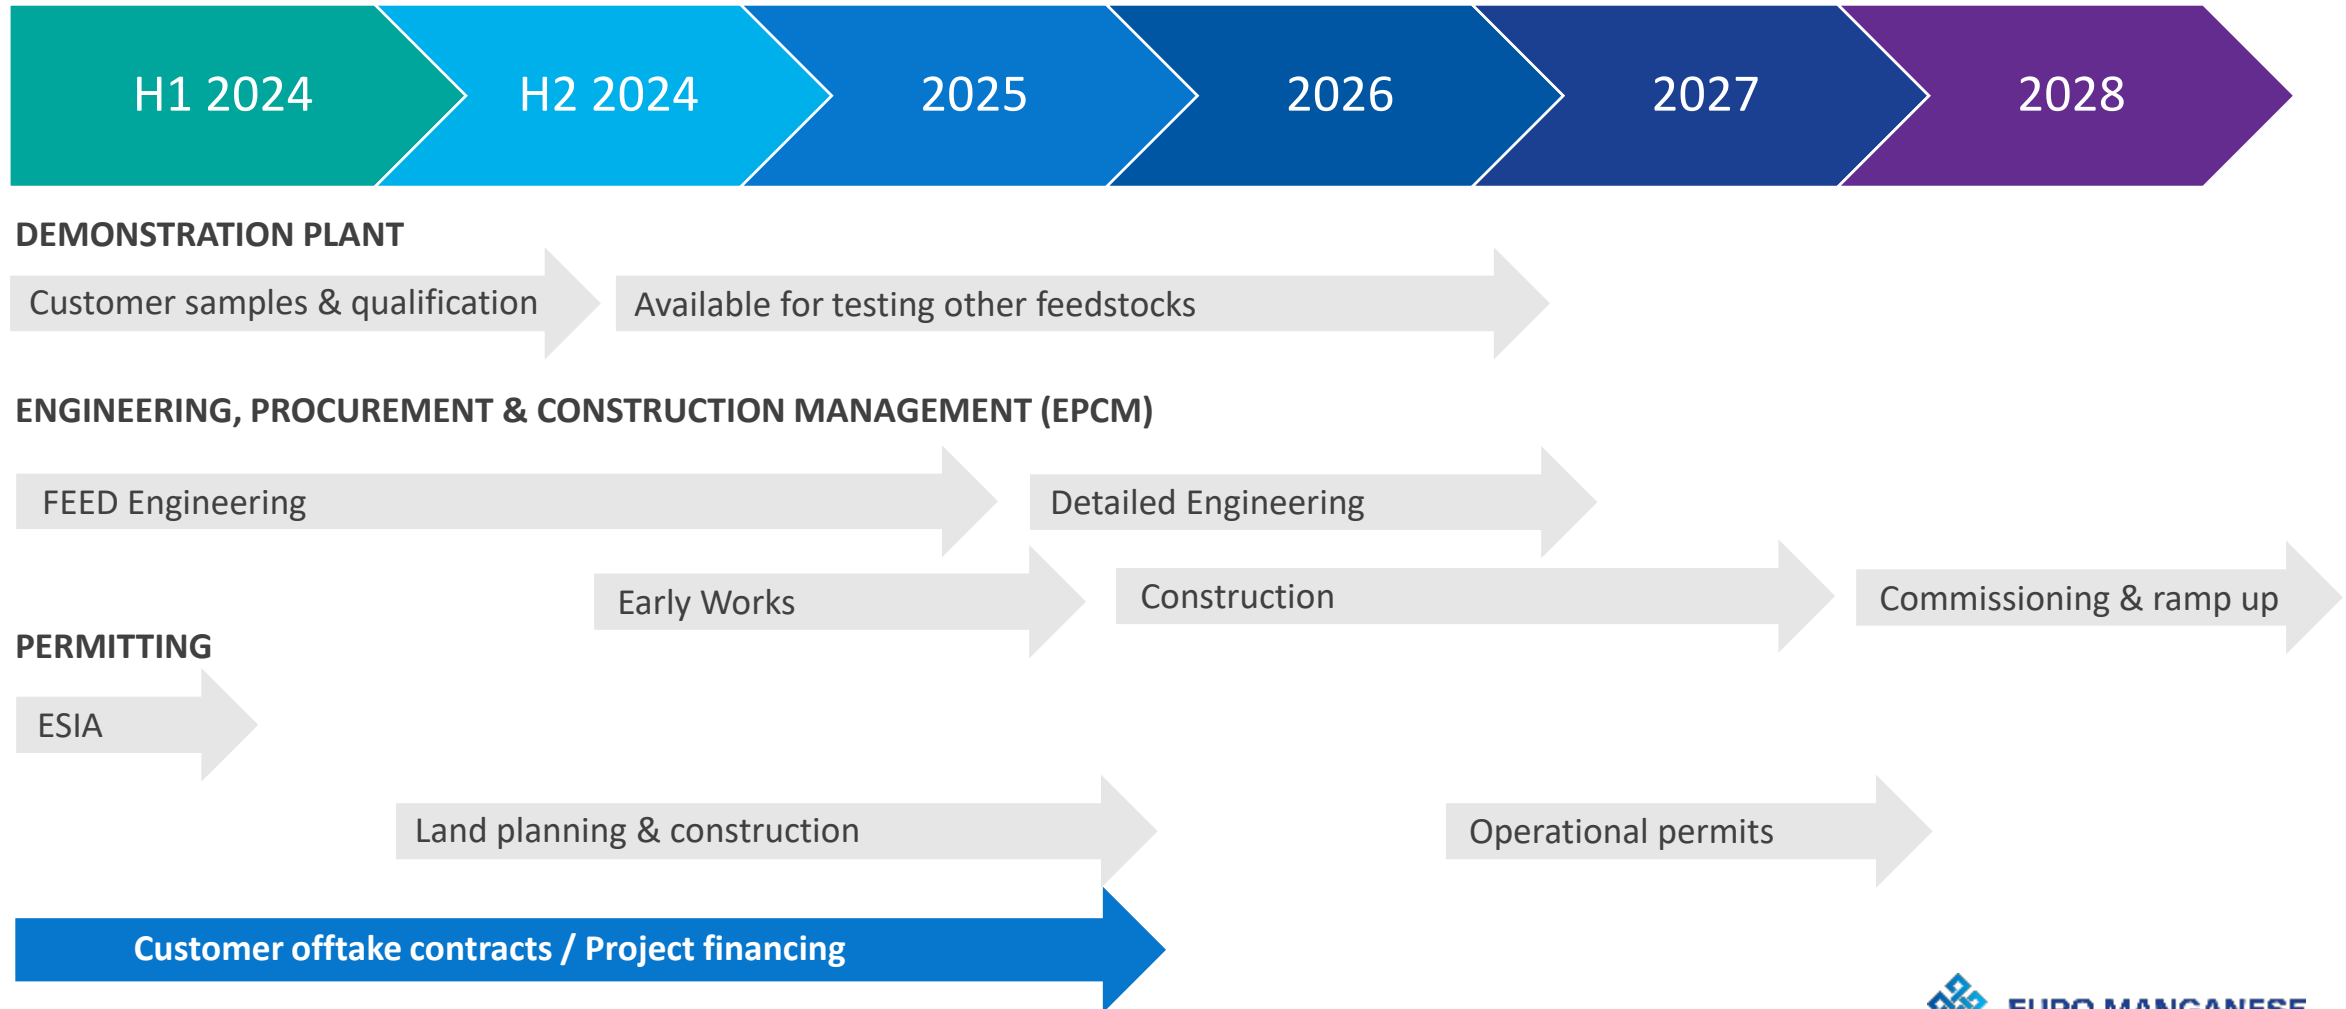 H1 2024
H2 2024
2025
2026
2027
2028
DEMONSTRATION PLANT
Customer samples & qualification
Available for testing other feedstocks
ENGINEERING, PROCUREMENT & CONSTRUCTION MANAGEMENT (EPCM)
FEED Engineering
Detailed Engineering
Early Works
Construction
Commissioning & ramp up
PERMITTING
ESIA
Land planning & construction
Operational permits
Customer offtake contracts / Project financing
EURO MANGANESE